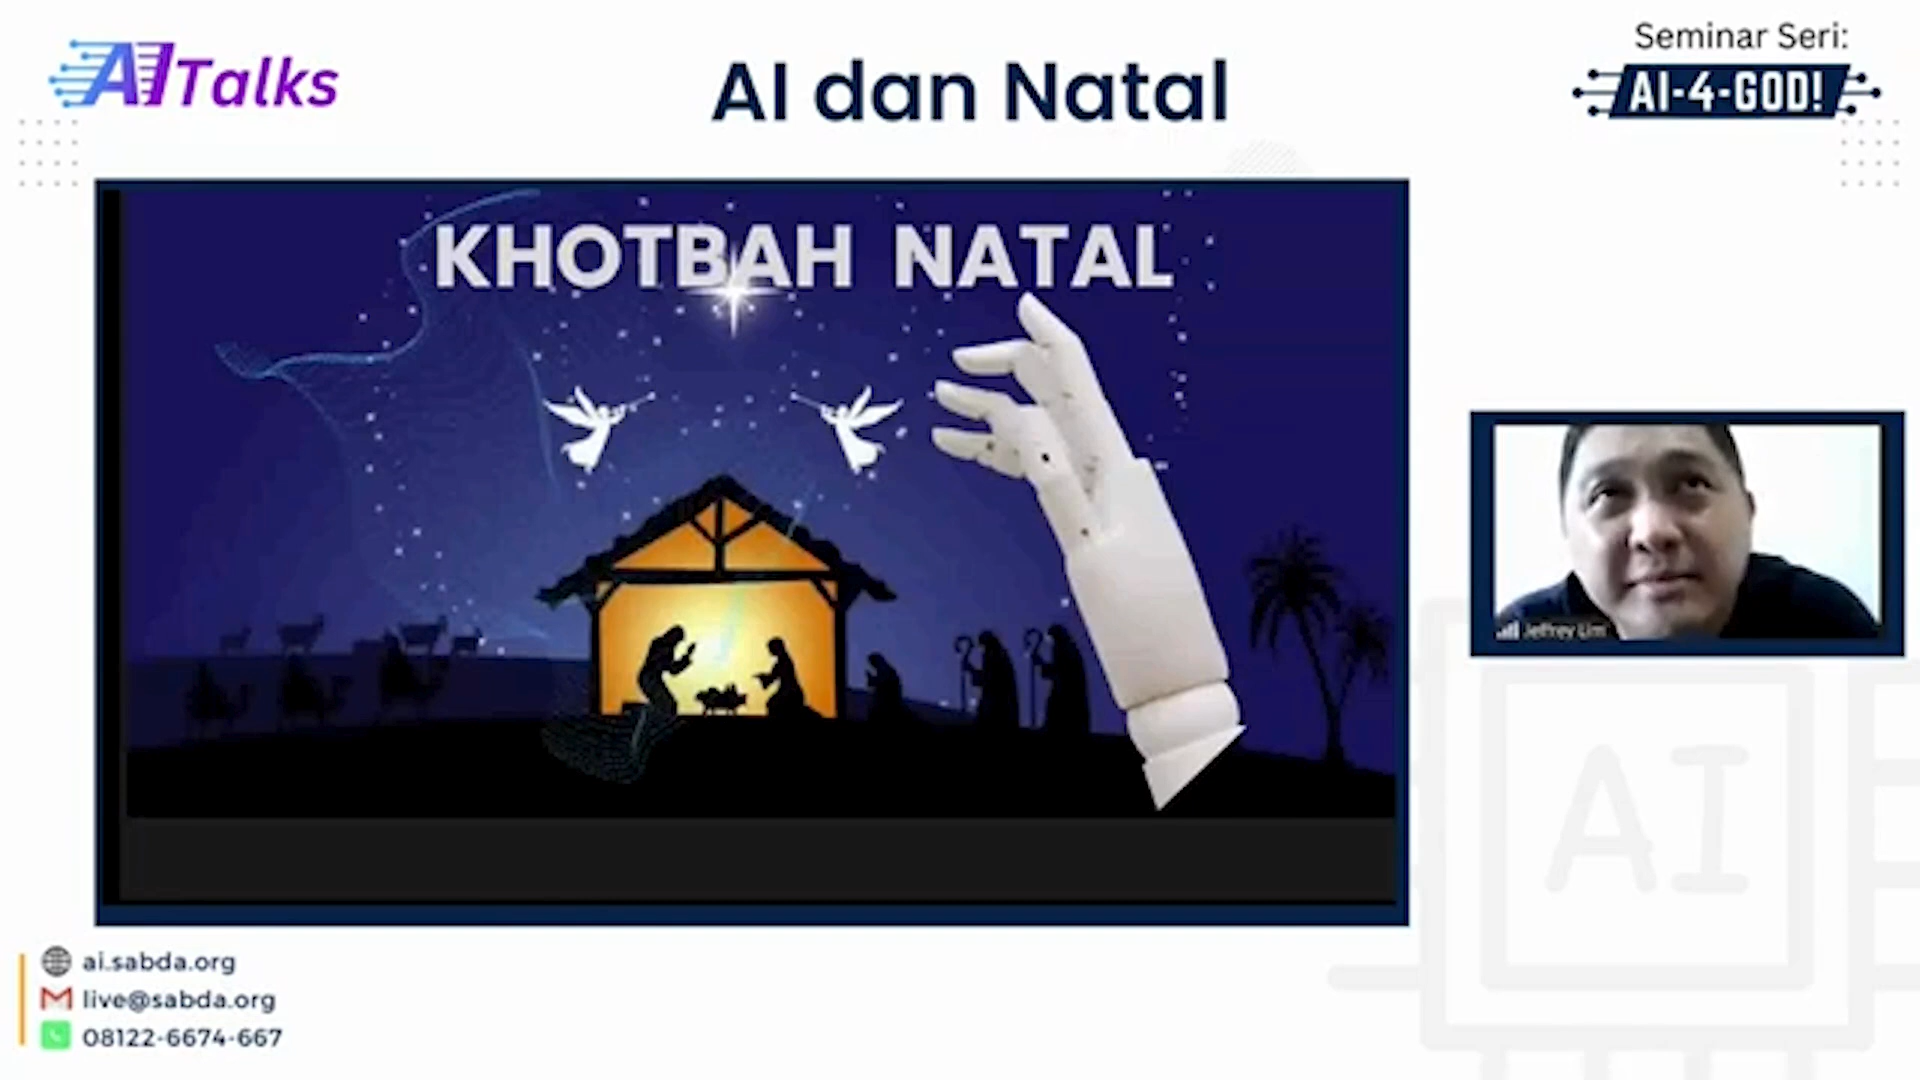 AI Talks
AI dan Natal
Seminar Seri:
AI-4-GOD!
KHOTBAH NATAL
Jeffrey Lim
AI
ai.sabda.org
live@sabda.org
08122-6674-667